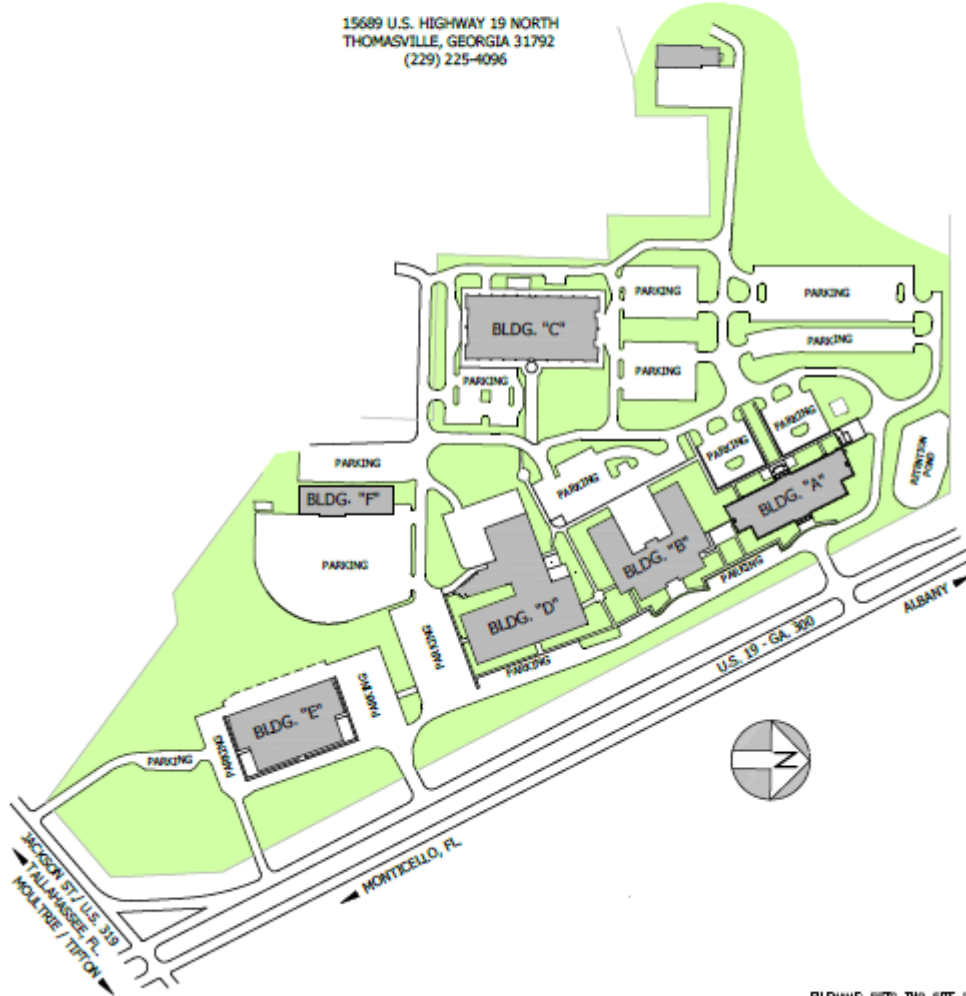 15689 U.S. HIGHWAY 19 NORTH
THOMASVILLE, GEORGIA 31792
(229) 225-4096
PARKING
PARKING
BLDG. "C"
PARKING
PARKING
PARKING
PARKING
PARKING
PARKING
BLDG. "F"
PARKING
BLDG. "A"
RETENTION
POND
PARKING
BLDG. "B"
PARKING
BLDG. "D"
PARKING
PARKING
ALBANY
U.S. 19 - GA. 300
PARKING
BLDG. "E"
PARKING
PARKING
N
MONTICELLO, FL.
JACKSON ST./ U.S. 319
TALLAHASSEE, FL.
MOULTRIE / TIFTON